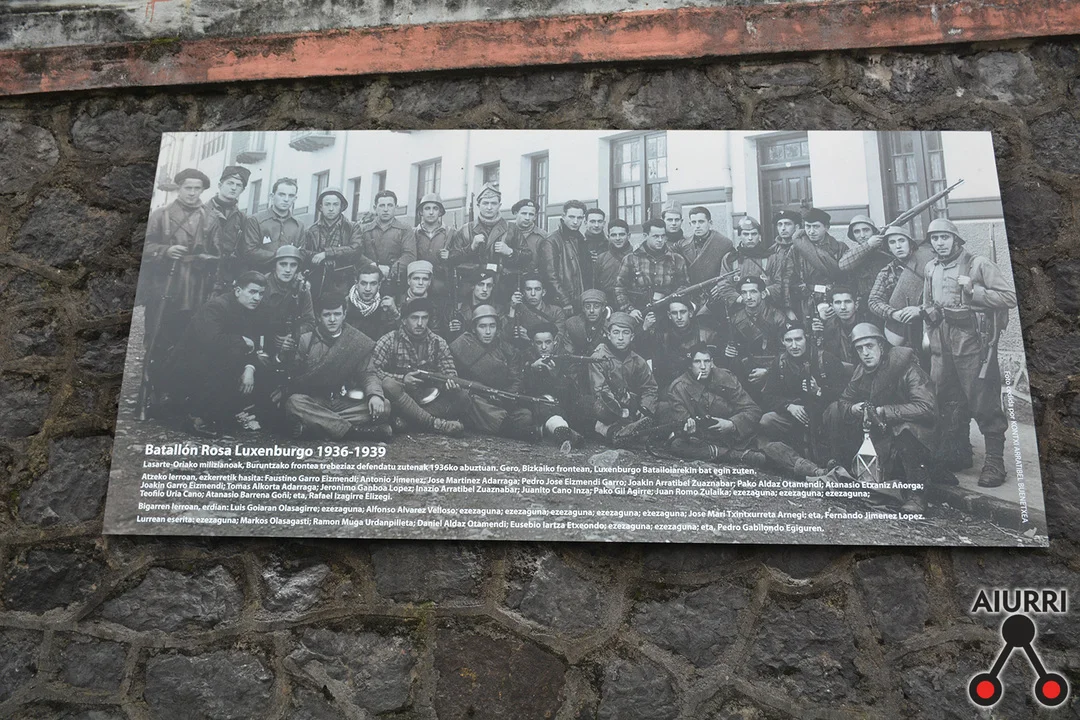 Batallón Rosa Luxenburgo 1936-1939
Lasarte-Oriako milizianoak, Buruntzako frontea trebeziaz defendatu zutenak 1936ko abuztuan. Gero, Bizkaiko frontean, Luxenburgo Batailoiarekin bat egin zuten.
Atzeko lerroan, ezkerretik hasita: Faustino Garro Eizmendi; Antonio Jimenez; Jose Martinez Adarraga; Pedro Jose Eizmendi Garro; Joakin Arratibel Zuaznabar; Pako Aldaz Otamendi; Atanasio Etxaniz Añorga;
Joakin Garro Eizmendi; Tomas Alkorta Adarraga; Jeronimo Ganboa Lopez; Inazio Arratibel Zuaznabar; Juanito Cano Inza; Pako Gil Agirre; Juan Romo Zulaika; ezezaguna; ezezaguna; ezezaguna;
Teofilo Uria Cano; Atanasio Barrena Goñi; eta, Rafael Izagirre Elizegi.
Bigarren lerroan, erdian: Luis Goiaran Olasagirre; ezezaguna; Alfonso Alvarez Velloso; ezezaguna; ezezaguna; ezezaguna; ezezaguna; ezezaguna; Jose Mari Txintxurreta Arnegi; eta, Fernando Jimenez Lopez.
Lurrean eserita: ezezaguna; Markos Olasagasti; Ramon Muga Urdanpilleta; Daniel Aldaz Otamendi; Eusebio Iartza Etxeondo; ezezaguna; ezezaguna; eta, Pedro Gabilondo Egiguren.
ARRATIBEL
AIURRI